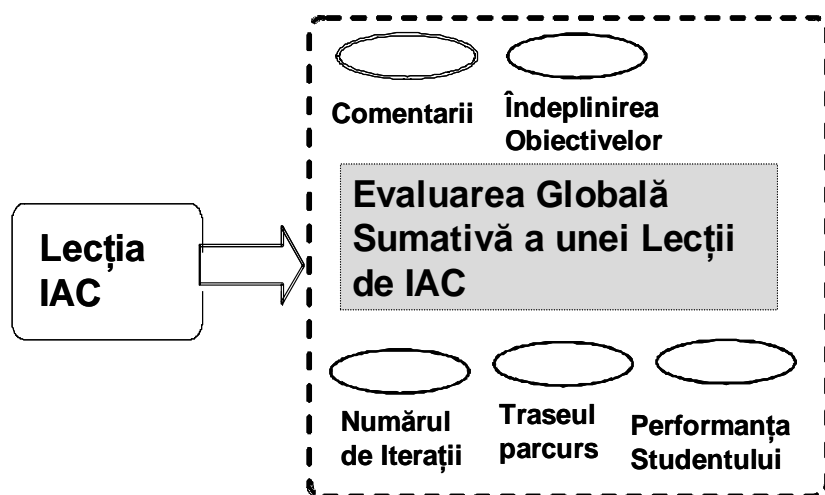 Comentarii
Îndeplinirea
Obiectivelor
Evaluarea Globală
Sumativă a unei Lecții
de IAC
Lecția
IAC
Numărul
de Iterații
Traseul
parcurs
Performanța
Studentului